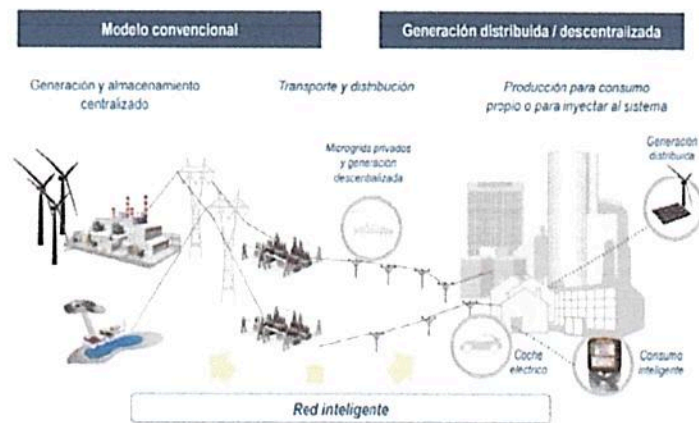 Modelo convencional
Generación distribuida / descentralizada
Generación y almacenamiento
centralizado
Transporte y distribución
Producción para consumo
propio o para inyectar al sistema
Microgrids privados
y generación
descentralizada
Generación
distribuida
Coche
eléctrico
Consumo
inteligente
Red inteligente